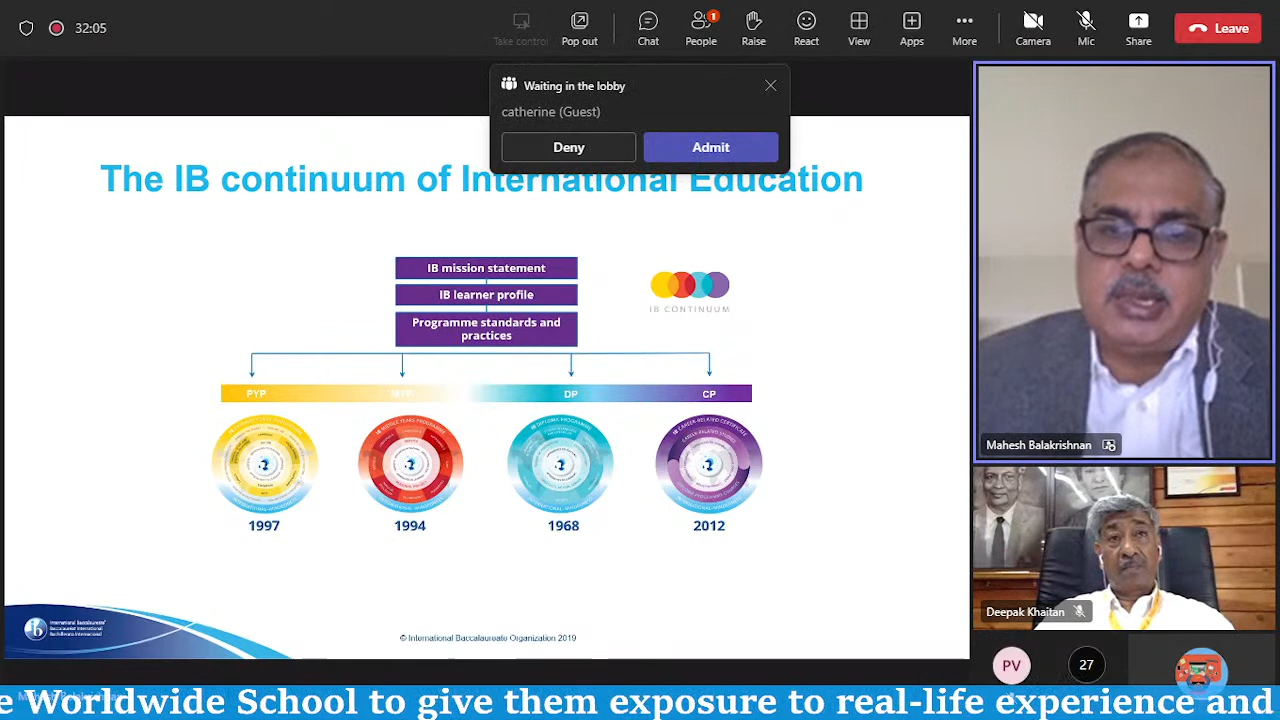 32:05
Take control
Pop out
Chat
People
1
Raise
React
View
Apps
More
Camera
Mic
Share
Leave
Waiting in the lobby
catherine (Guest)
Deny
Admit
The IB continuum of International Education
IB mission statement
IB learner profile
Programme standards and
practices
IB CONTINUUM
PYP
MYP
DP
CP
1997
1994
1968
2012
International Baccalaureate
Baccalauréat International
Bachillerato Internacional
© International Baccalaureate Organization 2019
Mahesh Balakrishnan
Deepak Khaitan
PV
27
e Worldwide School to give them exposure to real-life experience and